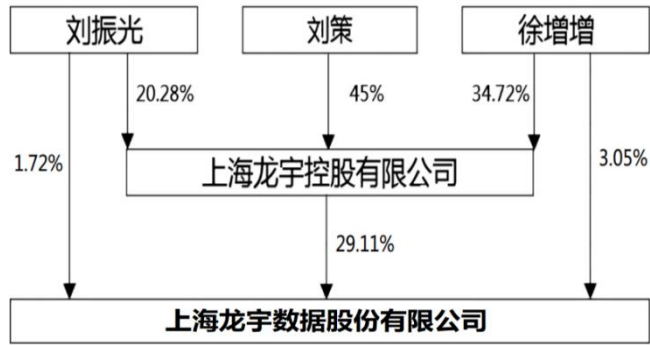 刘振光
刘策
徐增增
20.28%
45%
34.72%
1.72%
上海龙宇控股有限公司
3.05%
29.11%
上海龙宇数据股份有限公司